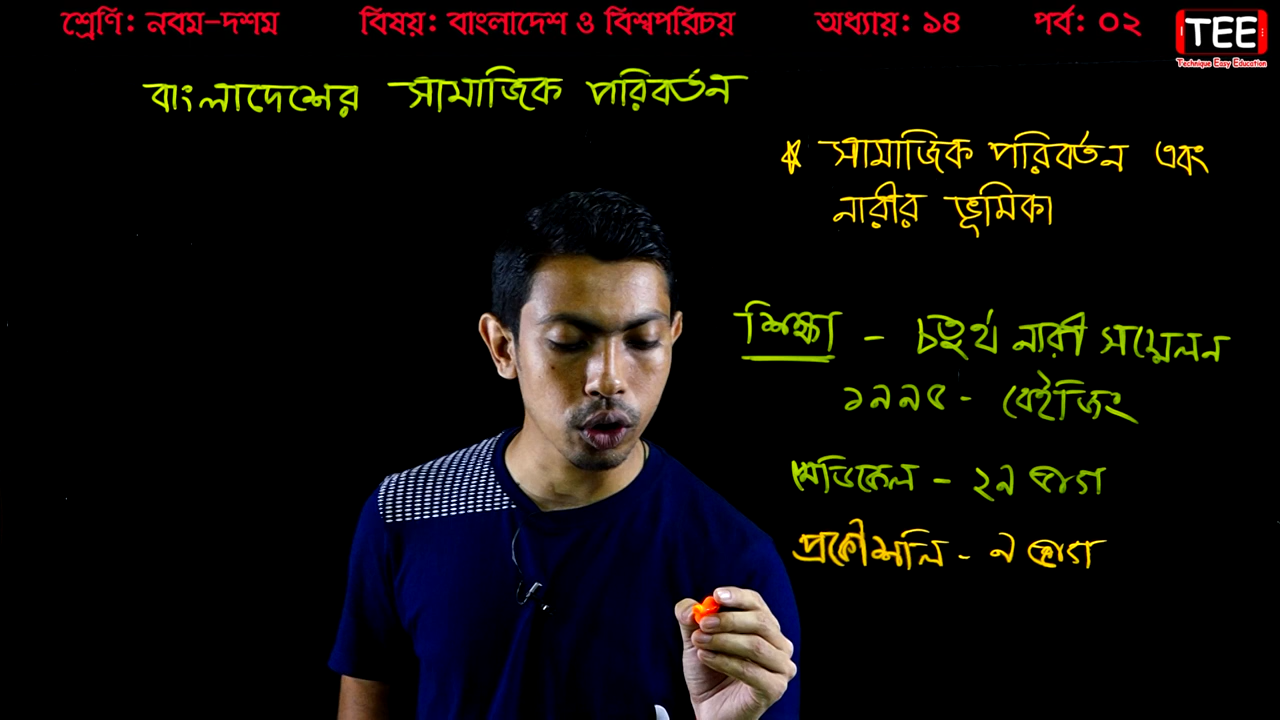 শ্রেণি: নবম-দশম বিষয়: বাংলাদেশ ও বিশ্বপরিচয় অধ্যায়: ১৪ পর্ব: ০২
TEE
Technique Easy Education
বাংলাদেশের সামাজিক পরিবর্তন
* সামাজিক পরিবর্তন এবং
নারীর ভূমিকা
শিক্ষা - চতুর্থ নারী সম্মেলন
১৯৯৫ - বেইজিং
মেডিকেল - ২৯ ভাগ
প্রকৌশলি - ৯ ভাগ